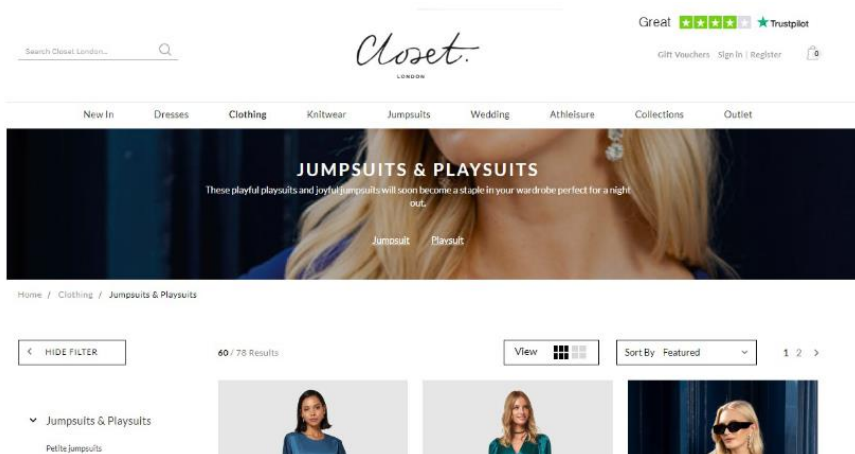 Great ★ Trustpilot
Search Closet London...
Closet.
LONDON
Gift Vouchers Sign in | Register 0
New In Dresses Clothing Knitwear Jumpsuits Wedding Athleisure Collections Outlet
JUMPSUITS & PLAYSUITS
These playful playsuits and joyful jumpsuits will soon become a staple in your wardrobe perfect for a night
out.
Jumpsuit Playsuit
Home / Clothing / Jumpsuits & Playsuits
< HIDE FILTER 60 / 78 Results View Sort By Featured 1 2 >
Jumpsuits & Playsuits
Petite jumpsuits